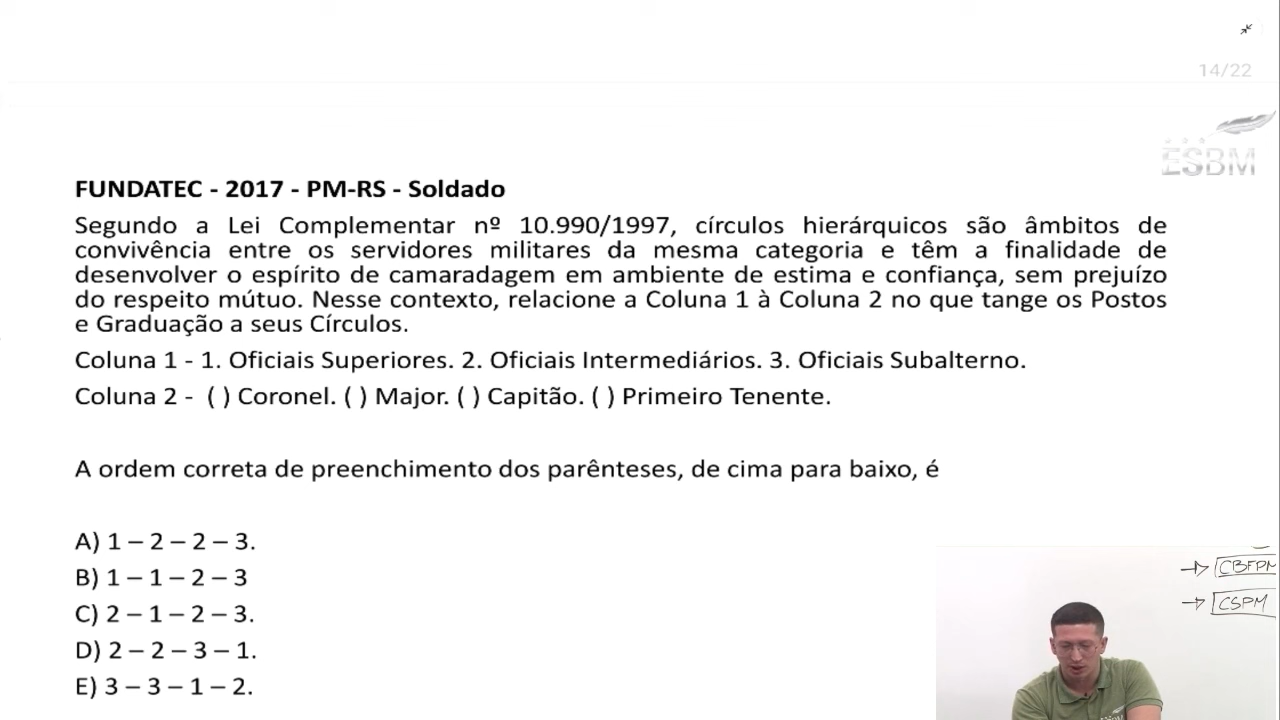 14/22
ESBM
FUNDATEC - 2017 - PM-RS - Soldado
Segundo a Lei Complementar nº 10.990/1997, círculos hierárquicos são âmbitos de
convivência entre os servidores militares da mesma categoria e têm a finalidade de
desenvolver o espírito de camaradagem em ambiente de estima e confiança, sem prejuízo
do respeito mútuo. Nesse contexto, relacione a Coluna 1 à Coluna 2 no que tange os Postos
e Graduação a seus Círculos.
Coluna 1 - 1. Oficiais Superiores. 2. Oficiais Intermediários. 3. Oficiais Subalterno.
Coluna 2 - ( ) Coronel. ( ) Major. ( ) Capitão. ( ) Primeiro Tenente.
A ordem correta de preenchimento dos parênteses, de cima para baixo, é
A) 1 – 2 – 2 – 3.
B) 1 – 1 – 2 – 3
C) 2 – 1 – 2 – 3.
D) 2 – 2 – 3 – 1.
E) 3 – 3 – 1 – 2.
→ CBFPM
→ CSPM
ESBM